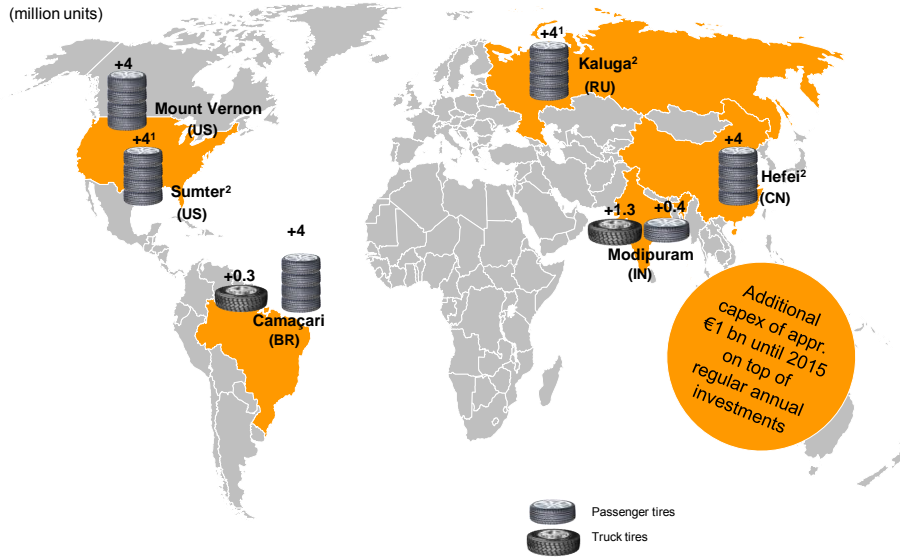 (million units)
+4
Mount Vernon
(US)
+4¹
Sumter²
(US)
+4¹
Kaluga²
(RU)
+4
Hefei²
(CN)
+1.3
+0.4
Modipuram
(IN)
+4
+0.3
Camaçari
(BR)
Additional
capex of appr.
€1 bn until 2015
on top of
regular annual
investments
Passenger tires
Truck tires